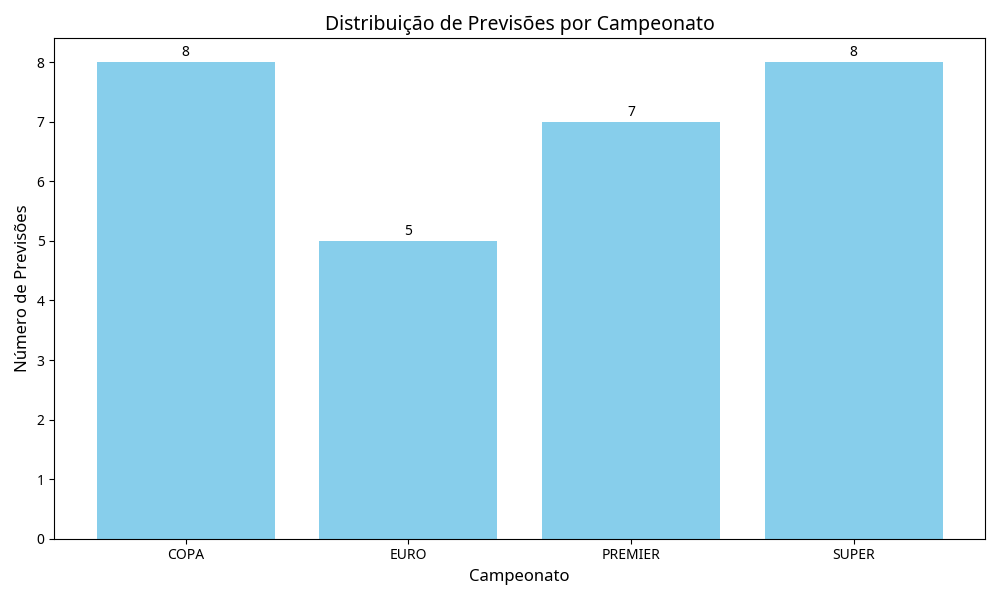 Distribuição de Previsões por Campeonato
Número de Previsões
8
7
6
5
4
3
2
1
0
8
5
7
8
COPA
EURO
PREMIER
SUPER
Campeonato